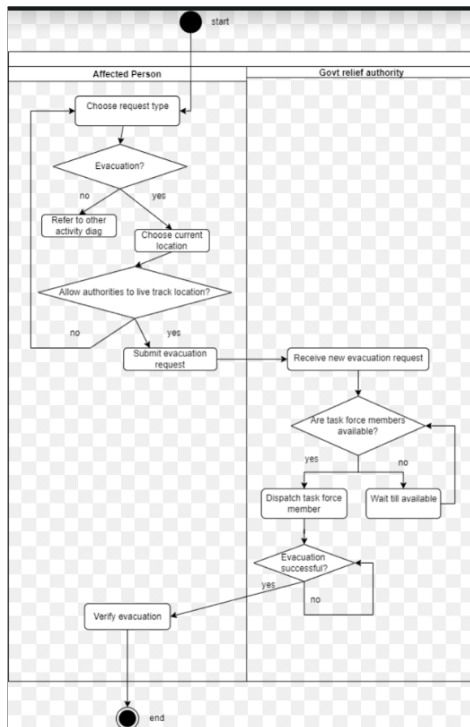 start
Affected Person
Govt relief authority
Choose request type
Evacuation?
no
yes
Refer to other
activity diag
Choose current
location
Allow authorities to live track location?
no
yes
Submit evacuation
request
Receive new evacuation request
Are task force members
available?
yes
no
Dispatch task force
member
Wait till available
Evacuation
successful?
yes
no
Verify evacuation
end